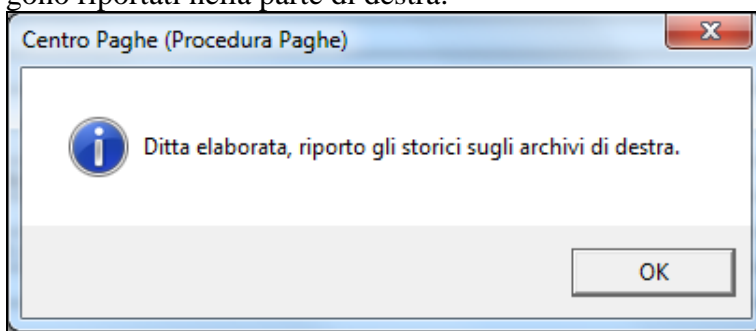 gono riportati nella parte di destra.
Centro Paghe (Procedura Paghe)
Ditta elaborata, riporto gli storici sugli archivi di destra.
OK